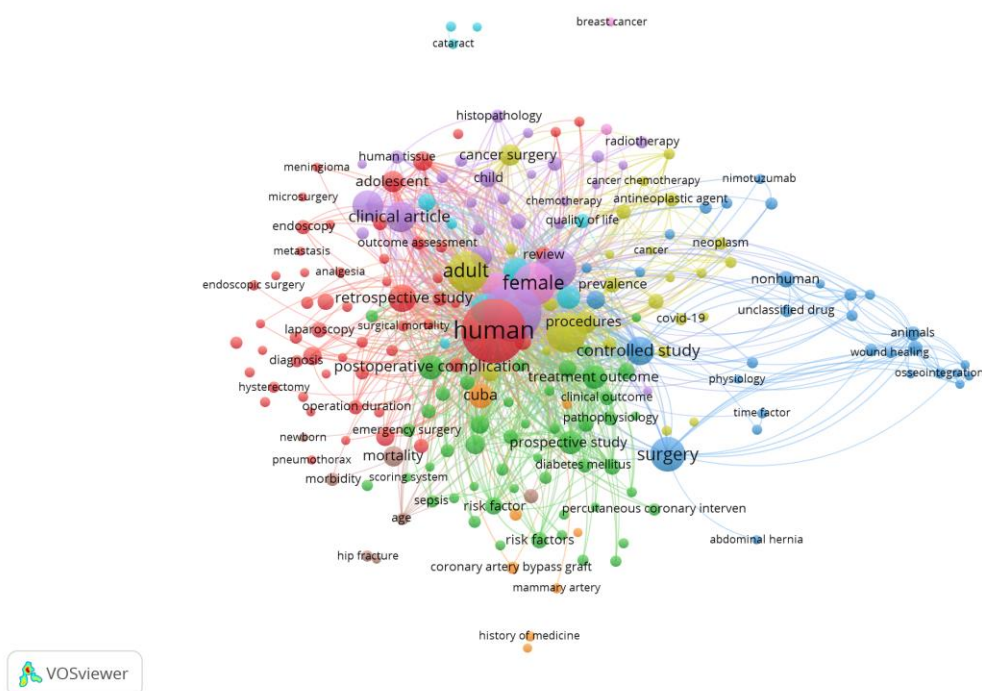 breast cancer
cataract
histopathology
radiotherapy
human tissue
cancer surgery
meningioma
adolescent
child
cancer chemotherapy
nimotuzumab
microsurgery
chemotherapy
antineoplastic agent
clinical article
quality of life
endoscopy
outcome assessment
neoplasm
metastasis
review
cancer
analgesia
adult
female
prevalence
nonhuman
endoscopic surgery
retrospective study
unclassified drug
surgical mortality
human
procedures
covid-19
laparoscopy
animals
diagnosis
postoperative complication
controlled study
wound healing
hysterectomy
treatment outcome
physiology
osseointegration
cuba
clinical outcome
operation duration
pathophysiology
time factor
emergency surgery
newborn
prospective study
mortality
surgery
pneumothorax
diabetes mellitus
morbidity
scoring system
sepsis
risk factor
percutaneous coronary interven
age
risk factors
abdominal hernia
hip fracture
coronary artery bypass graft
mammary artery
history of medicine
VOSviewer